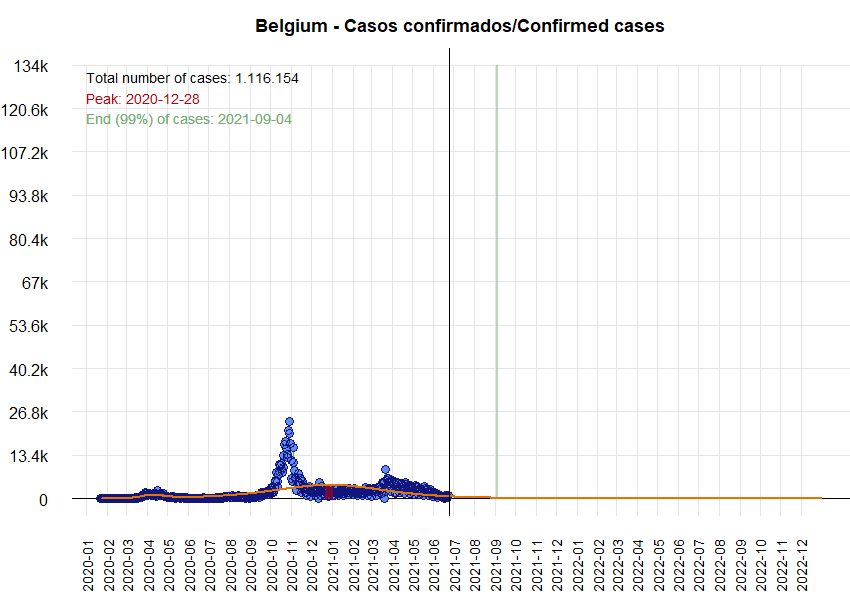 Belgium - Casos confirmados/Confirmed cases
134k
120.6k
107.2k
93.8k
80.4k
67k
53.6k
40.2k
26.8k
13.4k
0
Total number of cases: 1.116.154
Peak: 2020-12-28
End (99%) of cases: 2021-09-04
2020-01
2020-02
2020-03
2020-04
2020-05
2020-06
2020-07
2020-08
2020-09
2020-10
2020-11
2020-12
2021-01
2021-02
2021-03
2021-04
2021-05
2021-06
2021-07
2021-08
2021-09
2021-10
2021-11
2021-12
2022-01
2022-02
2022-03
2022-04
2022-05
2022-06
2022-07
2022-08
2022-09
2022-10
2022-11
2022-12